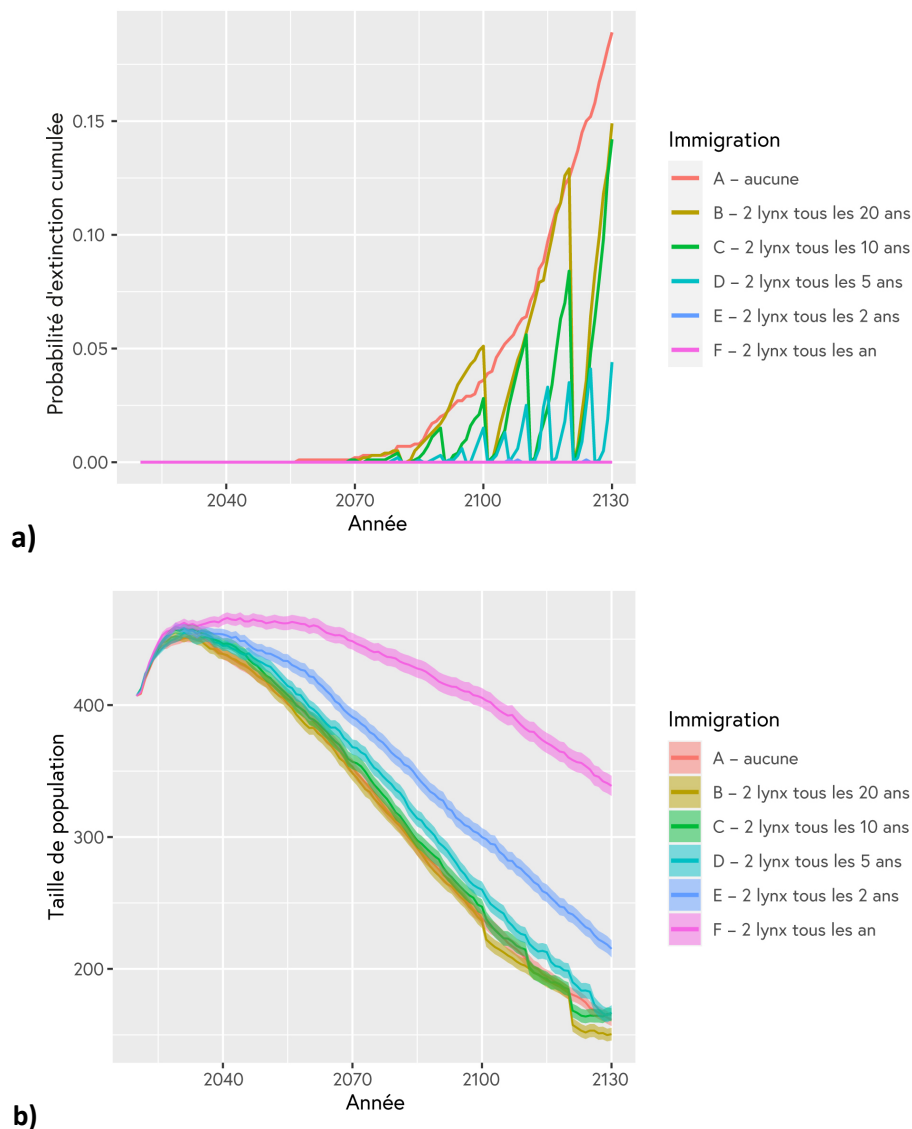 Probabilité d'extinction cumulée
0.15
0.10
0.05
0.00
2040
2070
2100
2130
Année
Immigration
A – aucune
B – 2 lynx tous les 20 ans
C – 2 lynx tous les 10 ans
D – 2 lynx tous les 5 ans
E – 2 lynx tous les 2 ans
F – 2 lynx tous les an
a)
Taille de population
400
300
200
2040
2070
2100
2130
Année
Immigration
A – aucune
B – 2 lynx tous les 20 ans
C – 2 lynx tous les 10 ans
D – 2 lynx tous les 5 ans
E – 2 lynx tous les 2 ans
F – 2 lynx tous les an
b)